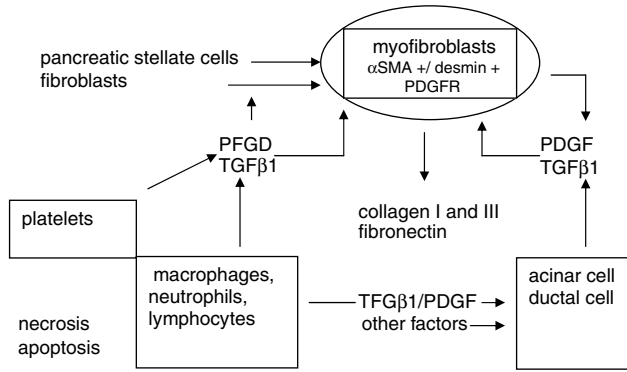 pancreatic stellate cells
fibroblasts
myofibroblasts
αSMA +/ desmin +
PDGFR
PFGD
TGFβ1
PDGF
TGFβ1
platelets
collagen I and III
fibronectin
macrophages,
neutrophils,
lymphocytes
TFGβ1/PDGF
other factors
acinar cell
ductal cell
necrosis
apoptosis